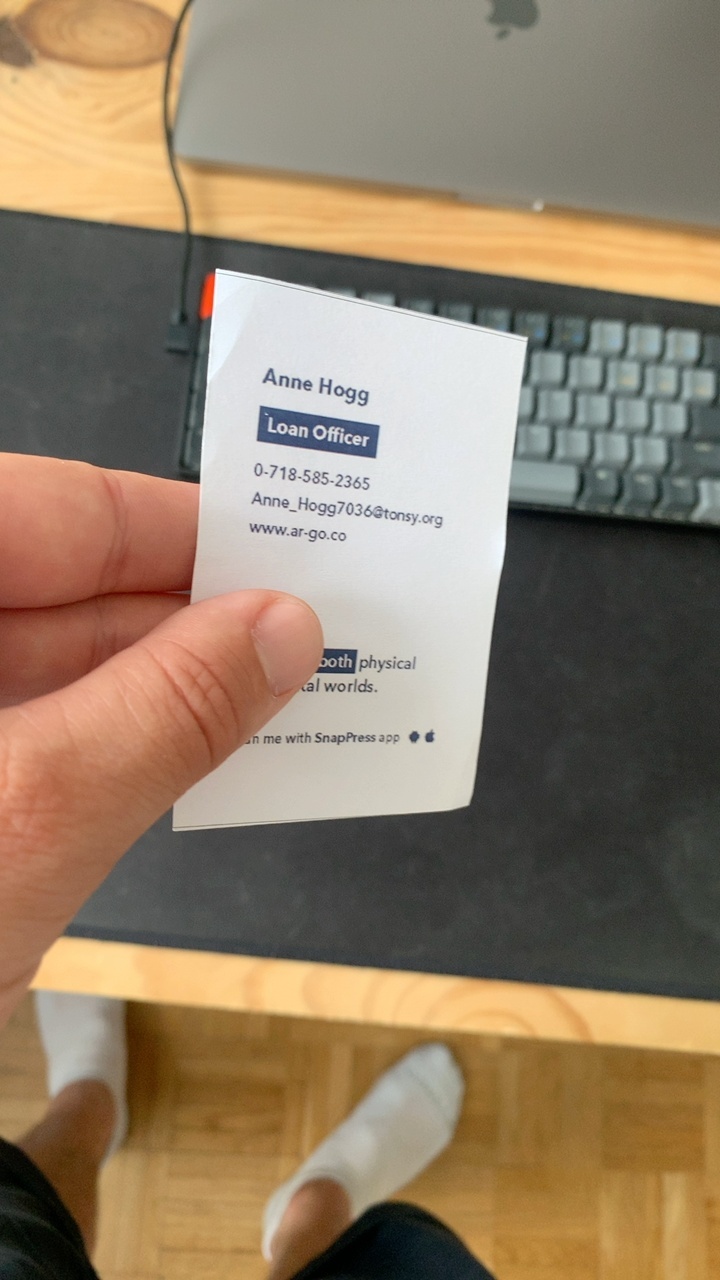 Anne Hogg
Loan Officer
0-718-585-2365
Anne_Hogg7036@tonsy.org
www.ar-go.co
both physical
worlds.
me with SnapPress app